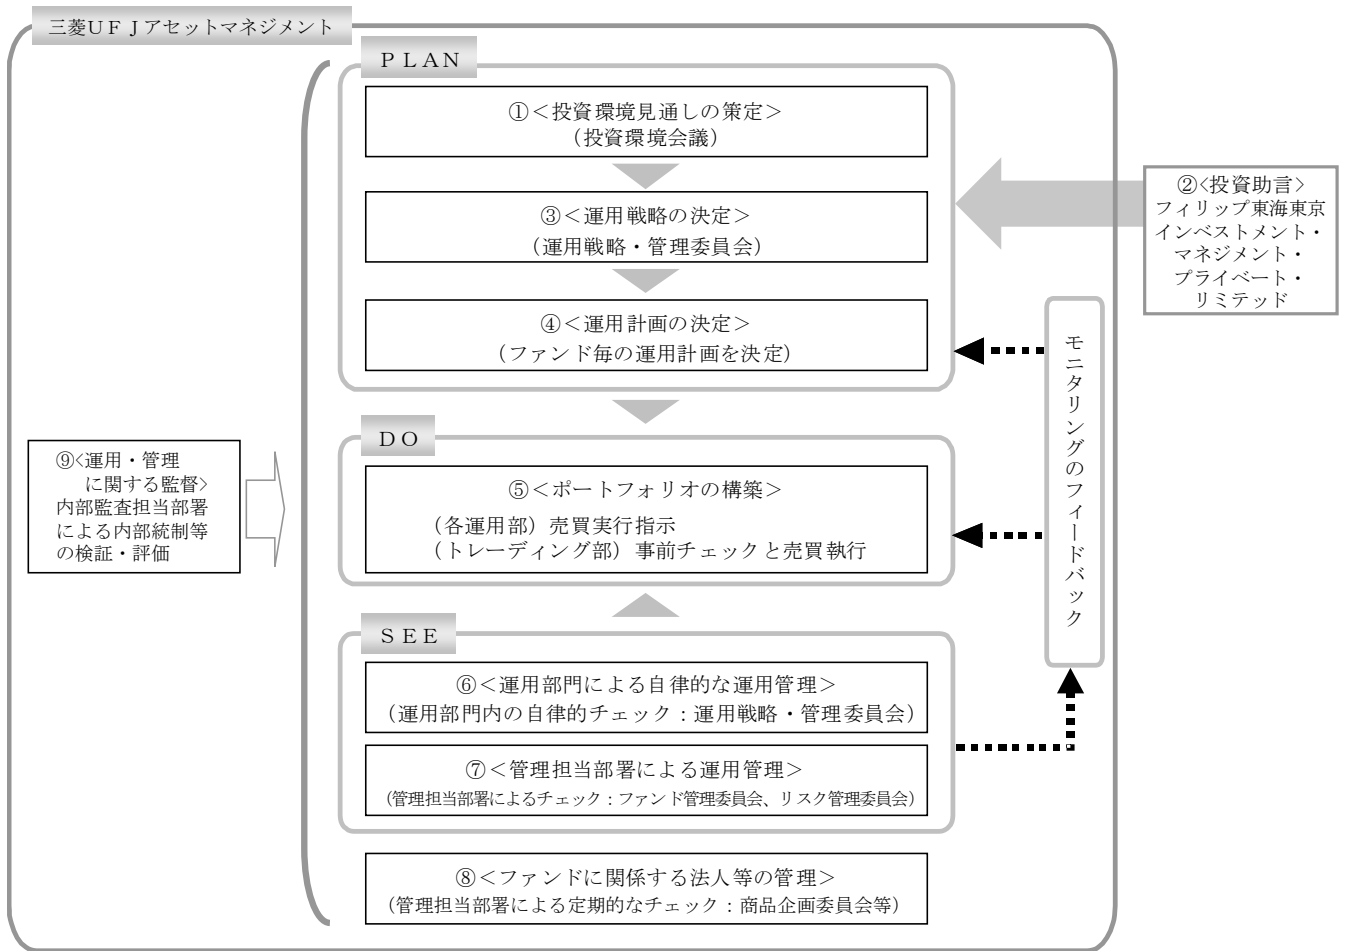 三菱ＵＦＪアセットマネジメント
ＰＬＡＮ
①＜投資環境見通しの策定＞
（投資環境会議）
②<投資助言>
フィリップ東海東京
インベストメント・
マネジメント・
プライベート・
リミテッド
③＜運用戦略の決定＞
（運用戦略・管理委員会）
④＜運用計画の決定＞
（ファンド毎の運用計画を決定）
モニタリングのフィードバック
ＤＯ
⑤＜ポートフォリオの構築＞
（各運用部）売買実行指示
（トレーディング部）事前チェックと売買執行
⑨<運用・管理
に関する監督>
内部監査担当部署
による内部統制等
の検証・評価
ＳＥＥ
⑥＜運用部門による自律的な運用管理＞
（運用部門内の自律的チェック：運用戦略・管理委員会）
⑦＜管理担当部署による運用管理＞
（管理担当部署によるチェック：ファンド管理委員会、リスク管理委員会）
⑧＜ファンドに関係する法人等の管理＞
（管理担当部署による定期的なチェック：商品企画委員会等）